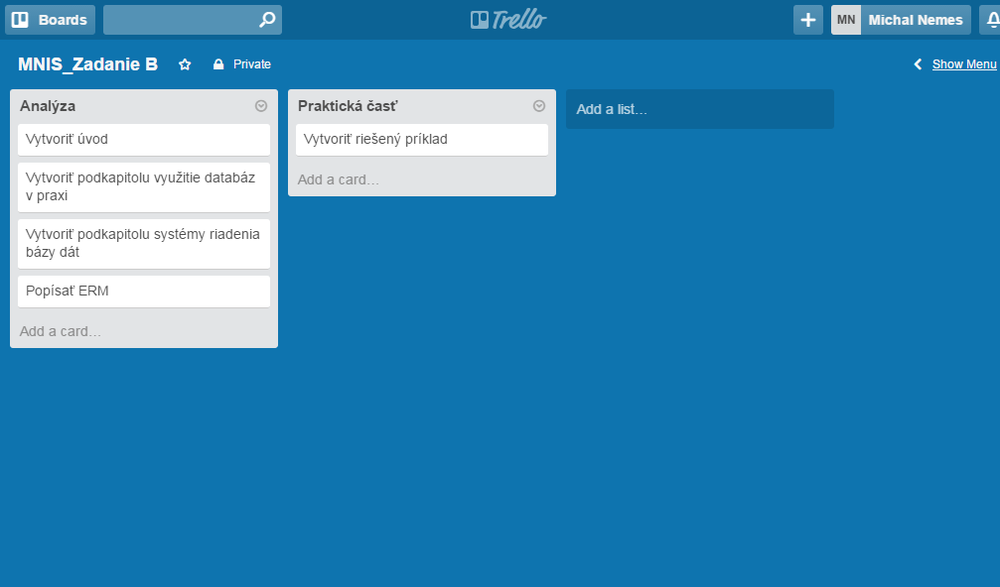 Boards
Trello
MN Michal Nemes
MNIS_Zadanie B
Private
Show Menu
Analýza
Vytvoriť úvod
Vytvoriť podkapitolu využitie databáz
v praxi
Vytvoriť podkapitolu systémy riadenia
bázy dát
Popísať ERM
Add a card…
Praktická časť
Vytvoriť riešený príklad
Add a card…
Add a list…